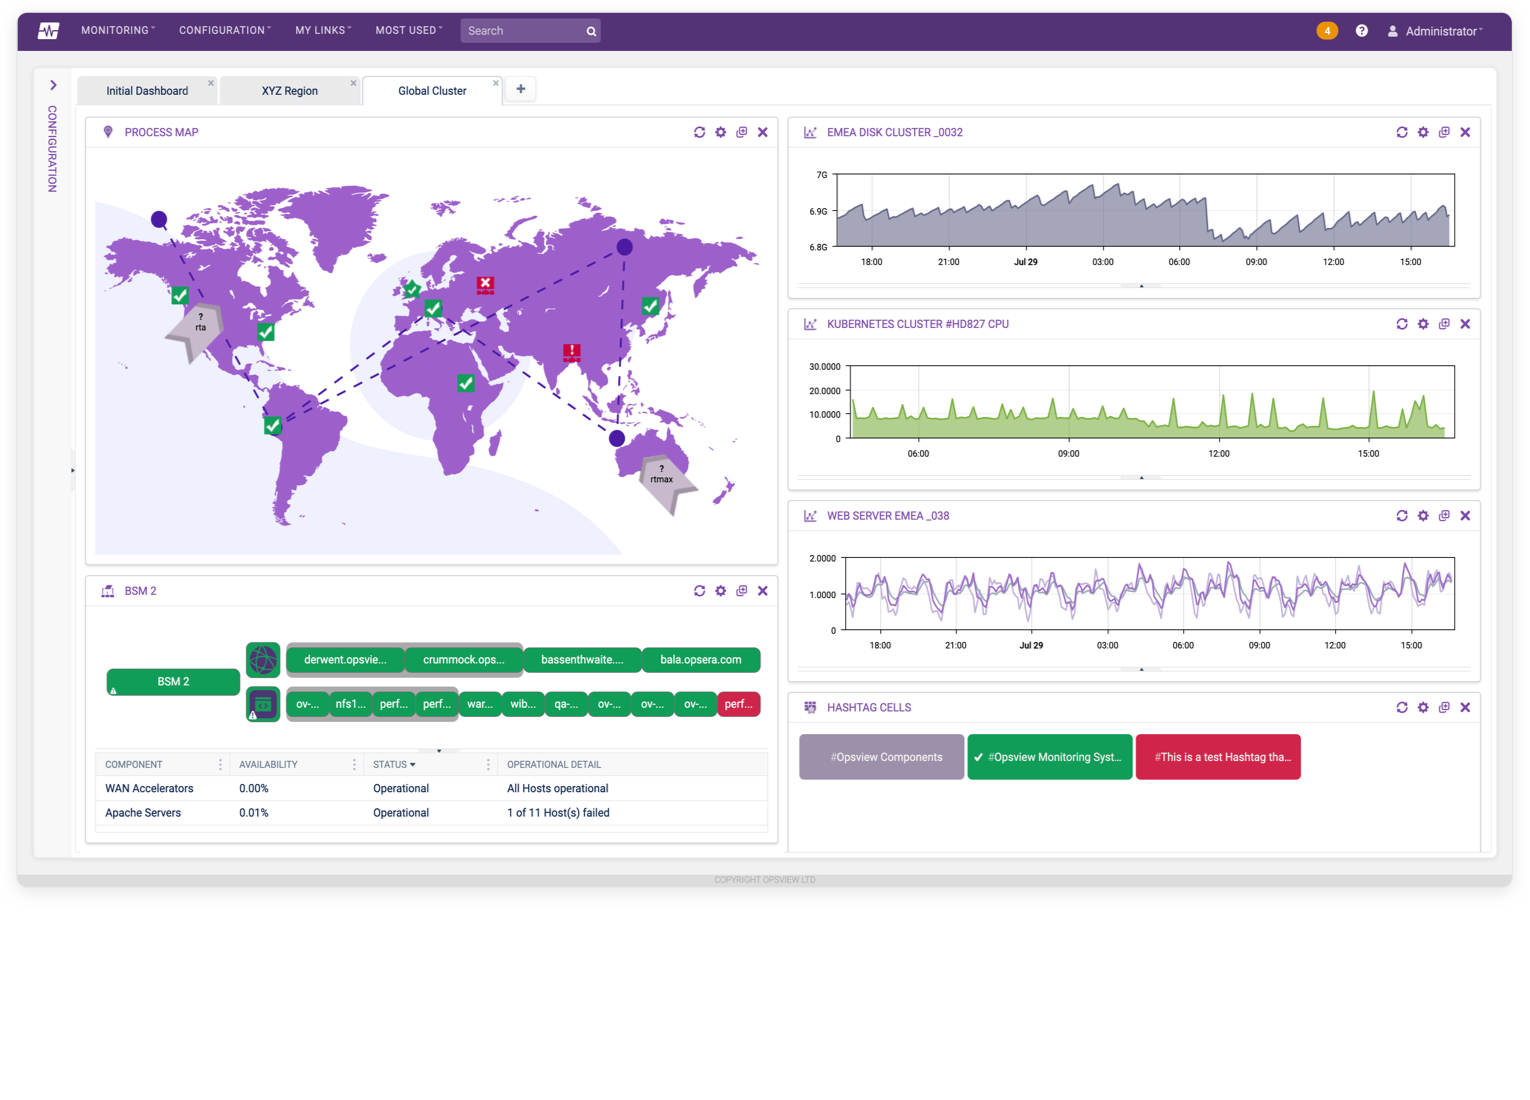 MONITORING CONFIGURATION MY LINKS MOST USED Search 4 ? Administrator
CONFIGURATION
Initial Dashboard XYZ Region Global Cluster +
PROCESS MAP
?
rta
?
rtmax
BSM 2
BSM 2
derwent.opsvie... crummock.ops... bassenthwaite.... bala.opsera.com
ov-... nfs1... perf... perf... war... wib... qa-... ov-... ov-... ov-... perf...
COMPONENT AVAILABILITY STATUS OPERATIONAL DETAIL
WAN Accelerators 0.00% Operational All Hosts operational
Apache Servers 0.01% Operational 1 of 11 Host(s) failed
EMEA DISK CLUSTER _0032
7G
6.9G
6.8G
18:00 21:00 Jul 29 03:00 06:00 09:00 12:00 15:00
KUBERNETES CLUSTER #HD827 CPU
30.0000
20.0000
10.0000
0
06:00 09:00 12:00 15:00
WEB SERVER EMEA _038
2.0000
1.0000
0
18:00 21:00 Jul 29 03:00 06:00 09:00 12:00 15:00
HASHTAG CELLS
#Opsview Components #Opsview Monitoring Syst... #This is a test Hashtag tha...
COPYRIGHT OPSVIEW LTD